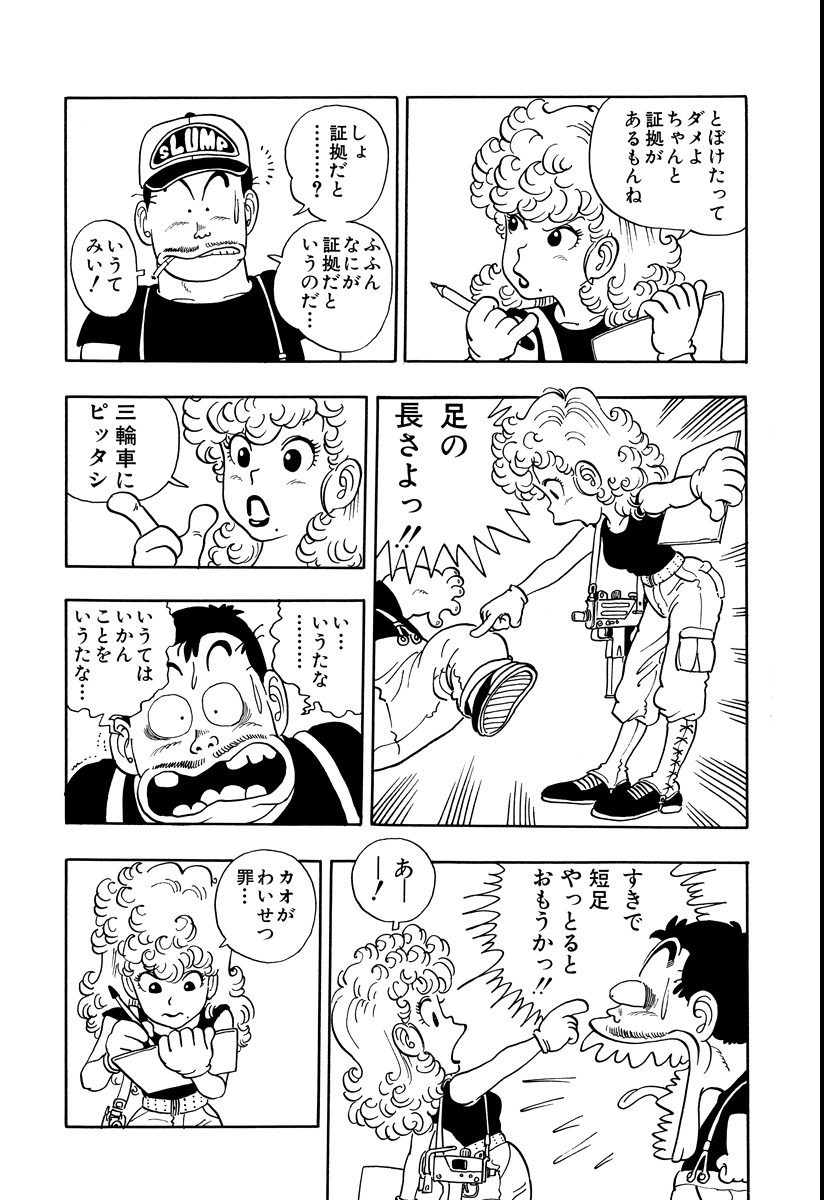 とぼけたって
ダメよ
ちゃんと
証拠が
あるもんね
しょ
証拠だと
………?
ふふん
なにが
証拠だと
いうのだ…
いうて
みい!
SLUMP
足の
長さよっ!!
三輪車に
ピッタシ
い…
いうたな
………
いうては
いかん
ことを
いうたな…
すきで
短足
やっとると
おもうかっ!!
あー
ー!
カオが
わいせつ
罪…